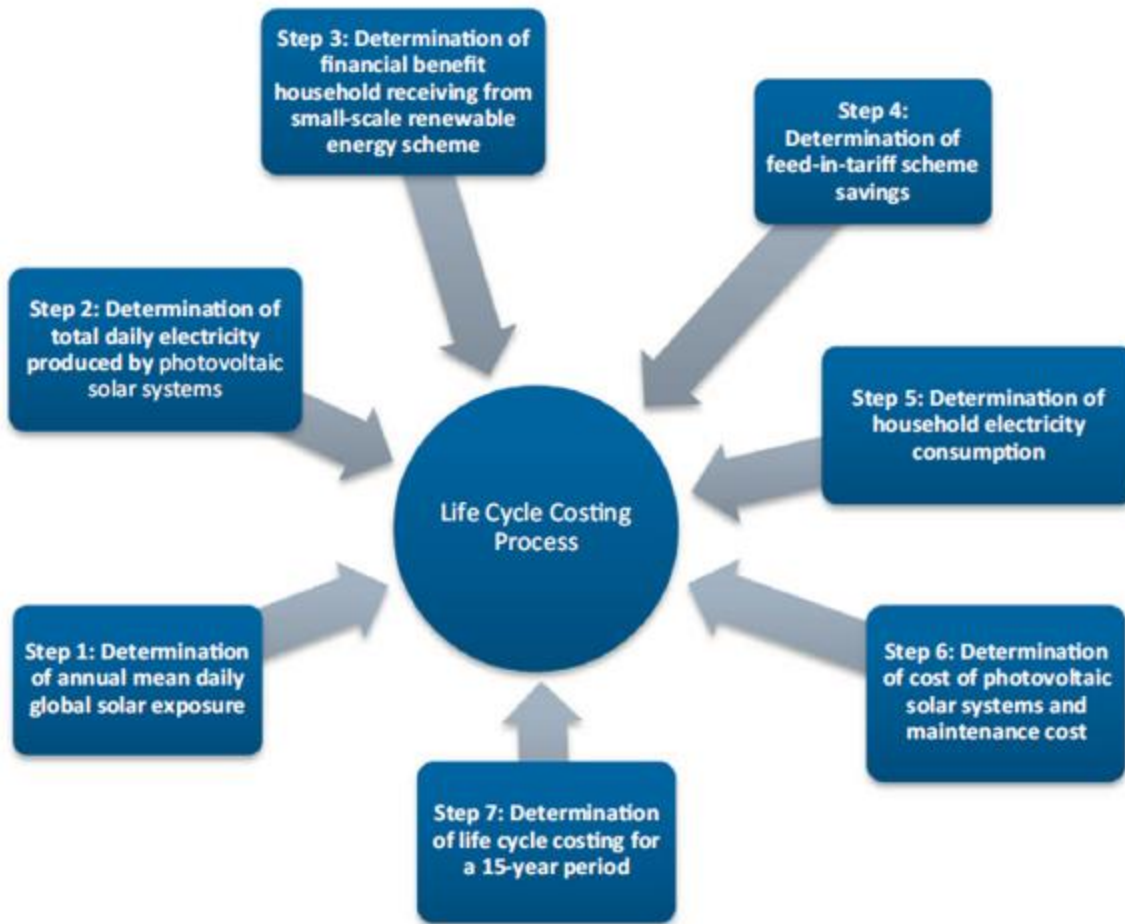 Step 3: Determination of
financial benefit
household receiving from
small-scale renewable
energy scheme
Step 4:
Determination of
feed-in-tariff scheme
savings
Step 2: Determination of
total daily electricity
produced by photovoltaic
solar systems
Step 5: Determination of
household electricity
consumption
Life Cycle Costing
Process
Step 1: Determination
of annual mean daily
global solar exposure
Step 6: Determination
of cost of photovoltaic
solar systems and
maintenance cost
Step 7: Determination
of life cycle costing for
a 15-year period